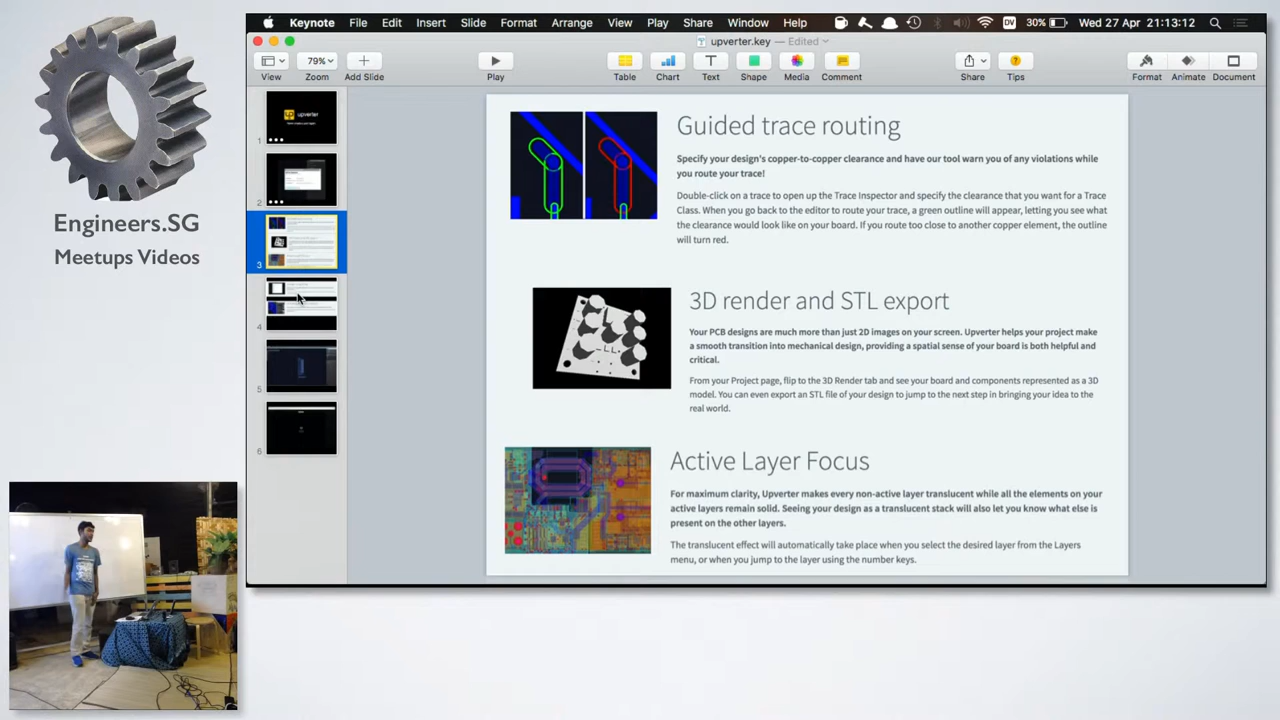 Keynote File Edit Insert Slide Format Arrange View Play Share Window Help DV 30% Wed 27 Apr 21:13:12
upverter.key — Edited
79%
View Zoom Add Slide Play Table Chart Text Shape Media Comment Share Tips Format Animate Document
upverter
1
2
3
4
5
6
Guided trace routing
Specify your design's copper-to-copper clearance and have our tool warn you of any violations while
you route your trace!
Double-click on a trace to open up the Trace Inspector and specify the clearance that you want for a Trace
Class. When you go back to the editor to route your trace, a green outline will appear, letting you see what
the clearance would look like on your board. If you route too close to another copper element, the outline
will turn red.
3D render and STL export
Your PCB designs are much more than just 2D images on your screen. Upverter helps your project make
a smooth transition into mechanical design, providing a spatial sense of your board is both helpful and
critical.
From your Project page, flip to the 3D Render tab and see your board and components represented as a 3D
model. You can even export an STL file of your design to jump to the next step in bringing your idea to the
real world.
Active Layer Focus
For maximum clarity, Upverter makes every non-active layer translucent while all the elements on your
active layers remain solid. Seeing your design as a translucent stack will also let you know what else is
present on the other layers.
The translucent effect will automatically take place when you select the desired layer from the Layers
menu, or when you jump to the layer using the number keys.
Engineers.SG
Meetups Videos